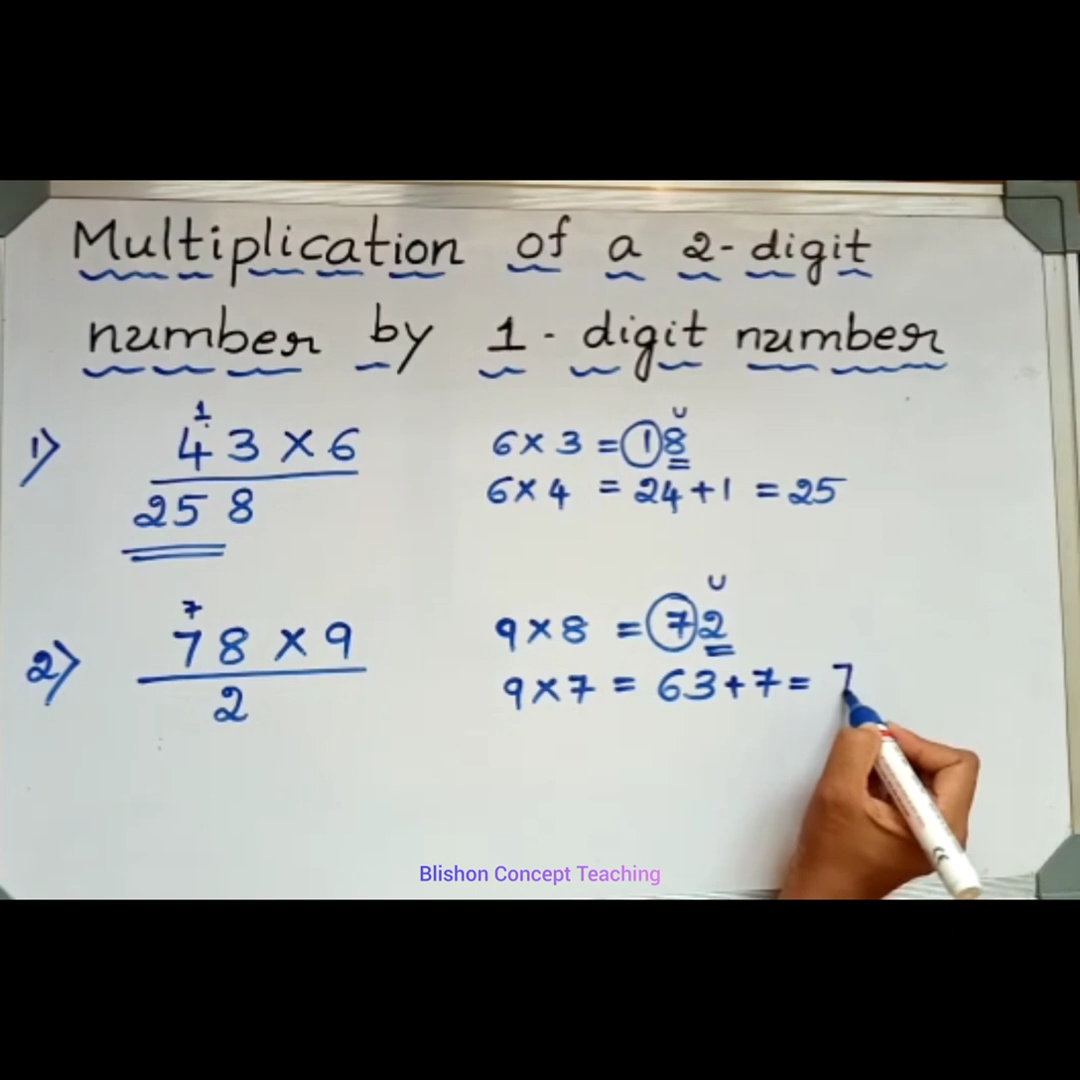 Multiplication of a 2-digit
number by 1-digit number
1) 43 × 6
1
258
6 × 3 = 18
U
6 × 4 = 24 + 1 = 25
2) 78 × 9
7
2
9 × 8 = 72
U
9 × 7 = 63 + 7 = 7
Blishon Concept Teaching